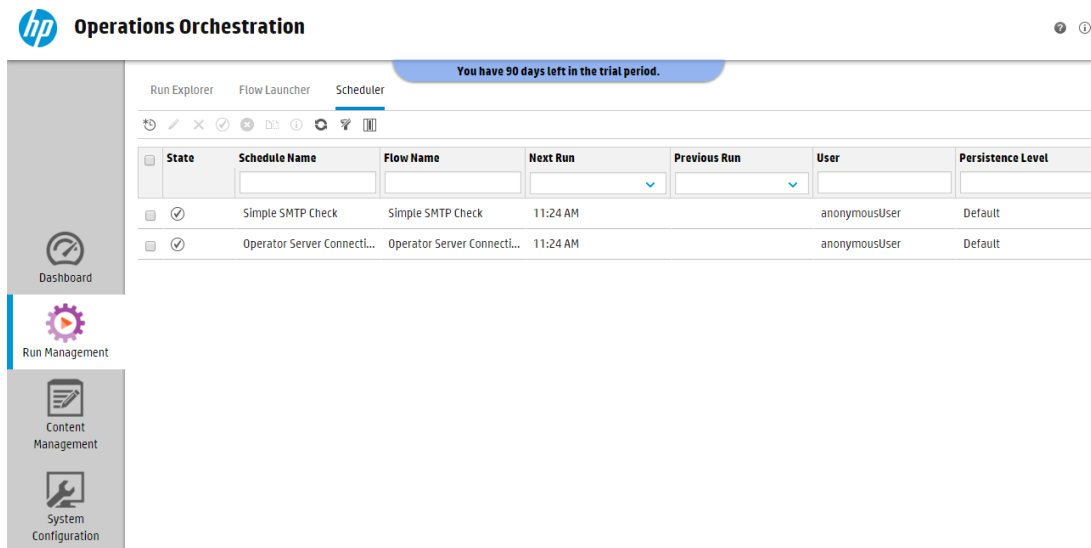 hp Operations Orchestration
You have 90 days left in the trial period.
Run Explorer Flow Launcher Scheduler
State Schedule Name Flow Name Next Run Previous Run User Persistence Level
Simple SMTP Check Simple SMTP Check 11:24 AM anonymousUser Default
Operator Server Connecti... Operator Server Connecti... 11:24 AM anonymousUser Default
Dashboard
Run Management
Content
Management
System
Configuration